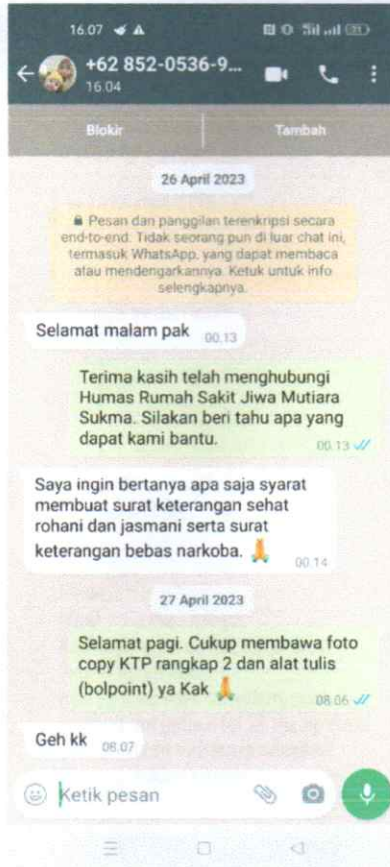 16.07
+62 852-0536-9...
16.04
Blokir
Tambah
26 April 2023
Pesan dan panggilan terenkripsi secara
end-to-end. Tidak seorang pun di luar chat ini,
termasuk WhatsApp, yang dapat membaca
atau mendengarkannya. Ketuk untuk info
selengkapnya.
Selamat malam pak 00.13
Terima kasih telah menghubungi
Humas Rumah Sakit Jiwa Mutiara
Sukma. Silakan beri tahu apa yang
dapat kami bantu. 00.13
Saya ingin bertanya apa saja syarat
membuat surat keterangan sehat
rohani dan jasmani serta surat
keterangan bebas narkoba. 🙏 00.14
27 April 2023
Selamat pagi. Cukup membawa foto
copy KTP rangkap 2 dan alat tulis
(bolpoint) ya Kak 🙏 08.06
Geh kk 08.07
Ketik pesan